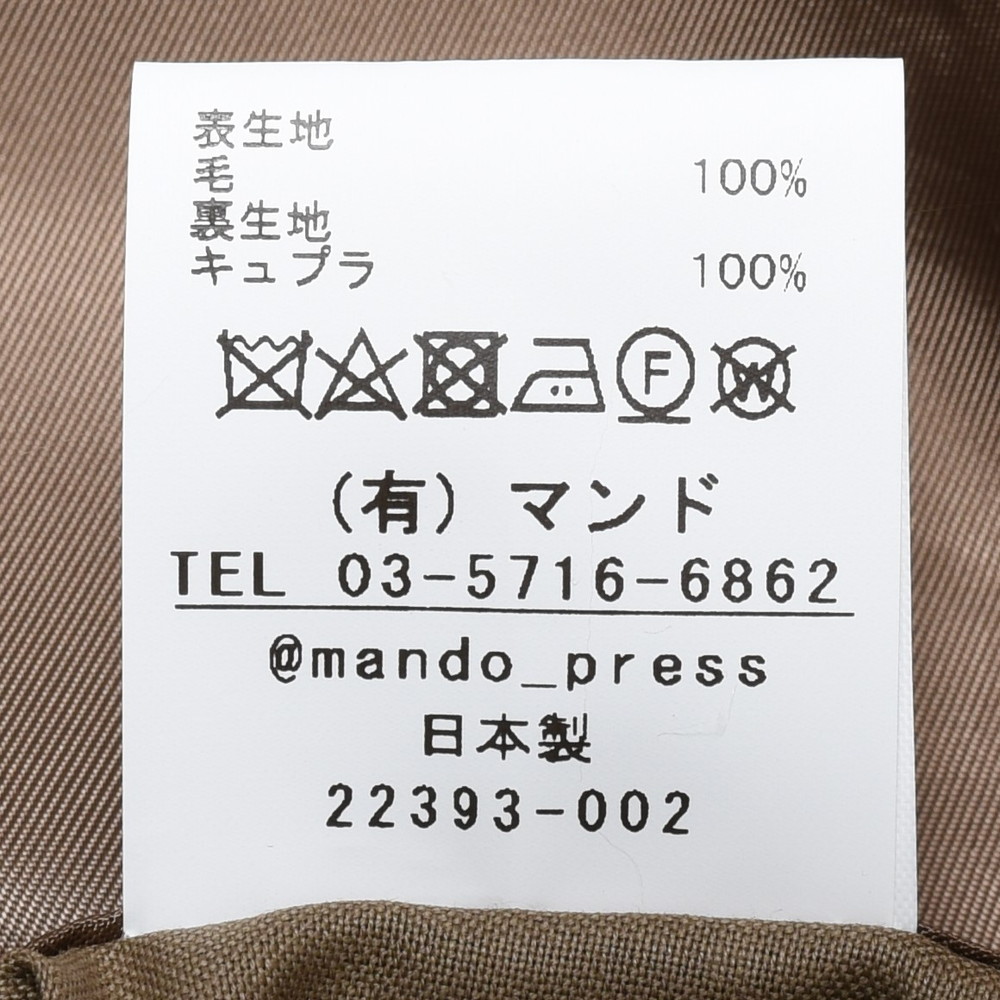 表生地
毛 100%
裏生地
キュプラ 100%
F W
(有) マンド
TEL 03-5716-6862
@mando_press
日本製
22393-002